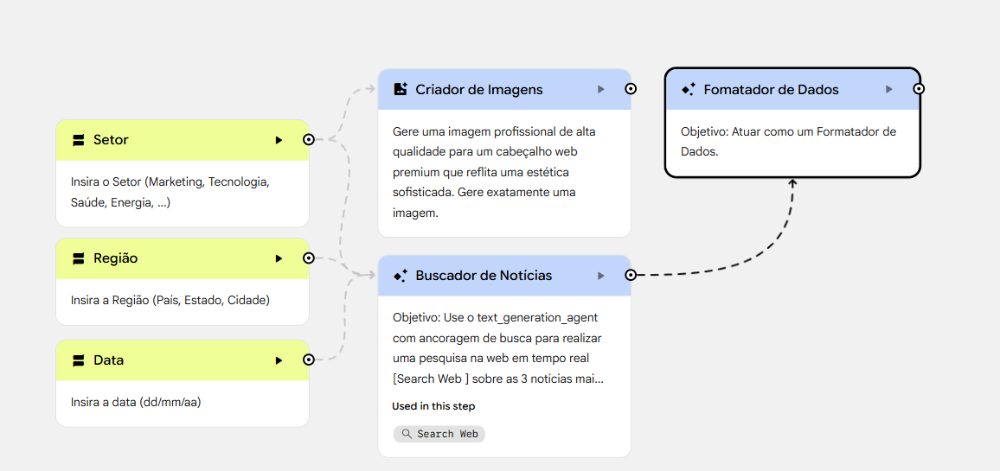 Setor
Insira o Setor (Marketing, Tecnologia,
Saúde, Energia, ...)
Região
Insira a Região (País, Estado, Cidade)
Data
Insira a data (dd/mm/aa)
Criador de Imagens
Gere uma imagem profissional de alta
qualidade para um cabeçalho web
premium que reflita uma estética
sofisticada. Gere exatamente uma
imagem.
Buscador de Notícias
Objetivo: Use o text_generation_agent
com ancoragem de busca para realizar
uma pesquisa na web em tempo real
[Search Web ] sobre as 3 notícias mai...
Used in this step
Search Web
Fomatador de Dados
Objetivo: Atuar como um Formatador de
Dados.